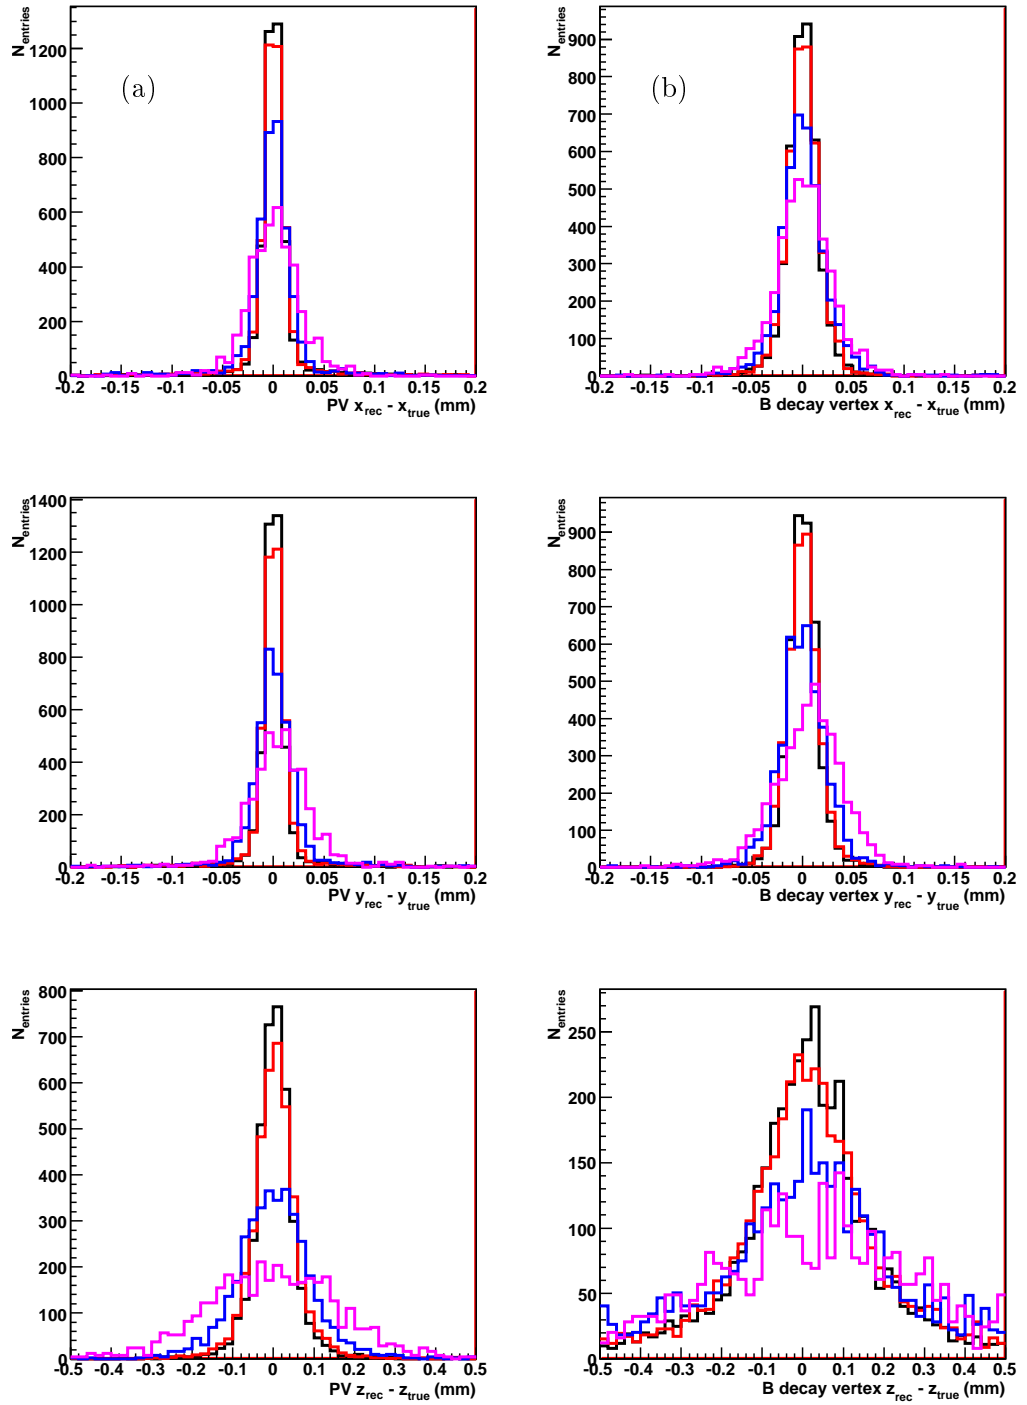 N_entries
1200
1000
800
600
400
200
0
(a)
-0.2 -0.15 -0.1 -0.05 0 0.05 0.1 0.15 0.2
PV x_rec - x_true (mm)
N_entries
900
800
700
600
500
400
300
200
100
0
(b)
-0.2 -0.15 -0.1 -0.05 0 0.05 0.1 0.15 0.2
B decay vertex x_rec - x_true (mm)
N_entries
1400
1200
1000
800
600
400
200
0
-0.2 -0.15 -0.1 -0.05 0 0.05 0.1 0.15 0.2
PV y_rec - y_true (mm)
N_entries
900
800
700
600
500
400
300
200
100
0
-0.2 -0.15 -0.1 -0.05 0 0.05 0.1 0.15 0.2
B decay vertex y_rec - y_true (mm)
N_entries
800
700
600
500
400
300
200
100
0
-0.5 -0.4 -0.3 -0.2 -0.1 0 0.1 0.2 0.3 0.4 0.5
PV z_rec - z_true (mm)
N_entries
250
200
150
100
50
0
-0.5 -0.4 -0.3 -0.2 -0.1 0 0.1 0.2 0.3 0.4 0.5
B decay vertex z_rec - z_true (mm)